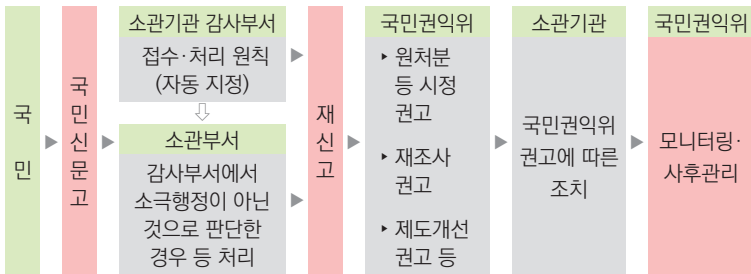 국민
국민신문고
소관기관 감사부서
접수·처리 원칙
(자동 지정)
소관부서
감사부서에서
소극행정이 아닌
것으로 판단한
경우 등 처리
재신고
국민권익위
▸ 원처분
등 시정
권고
▸ 재조사
권고
▸ 제도개선
권고 등
소관기관
국민권익위
권고에 따른
조치
국민권익위
모니터링·
사후관리